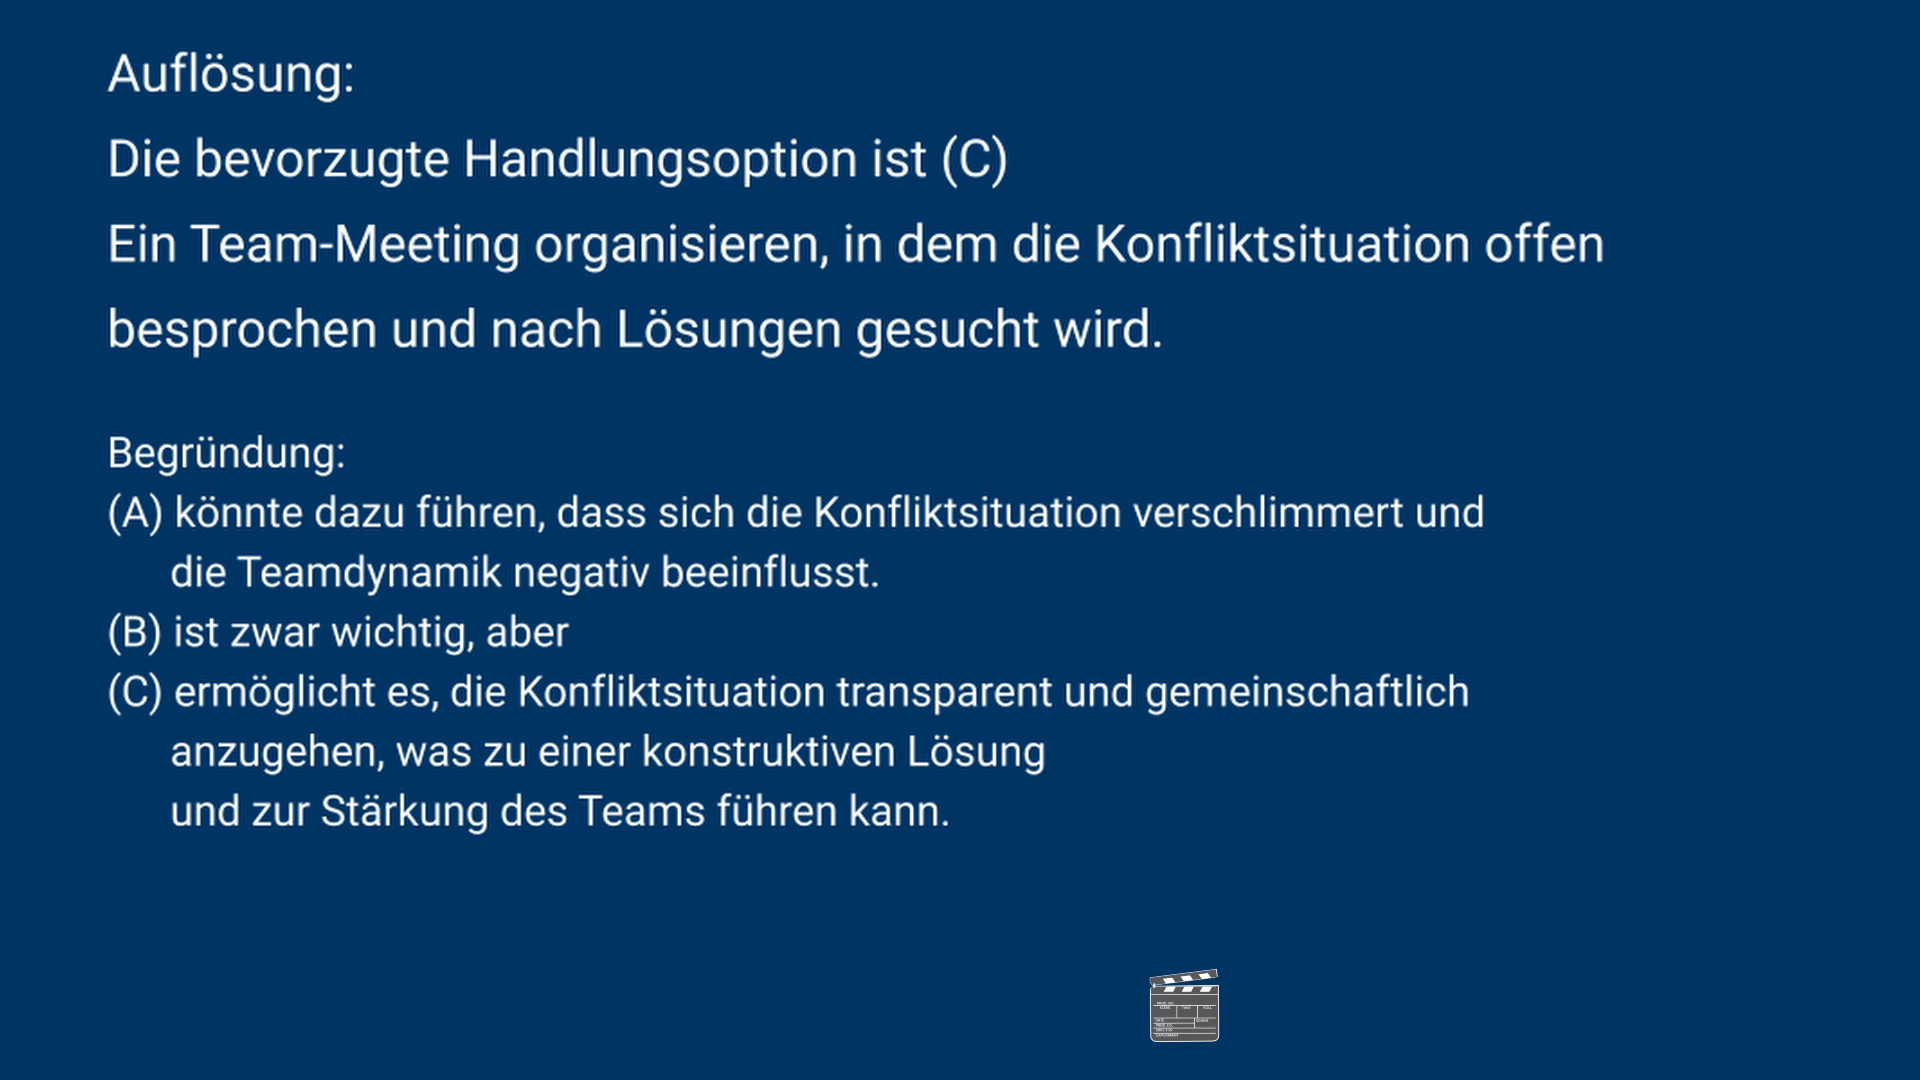 Auflösung:
Die bevorzugte Handlungsoption ist (C)
Ein Team-Meeting organisieren, in dem die Konfliktsituation offen
besprochen und nach Lösungen gesucht wird.
Begründung:
(A) könnte dazu führen, dass sich die Konfliktsituation verschlimmert und
die Teamdynamik negativ beeinflusst.
(B) ist zwar wichtig, aber
(C) ermöglicht es, die Konfliktsituation transparent und gemeinschaftlich
anzugehen, was zu einer konstruktiven Lösung
und zur Stärkung des Teams führen kann.